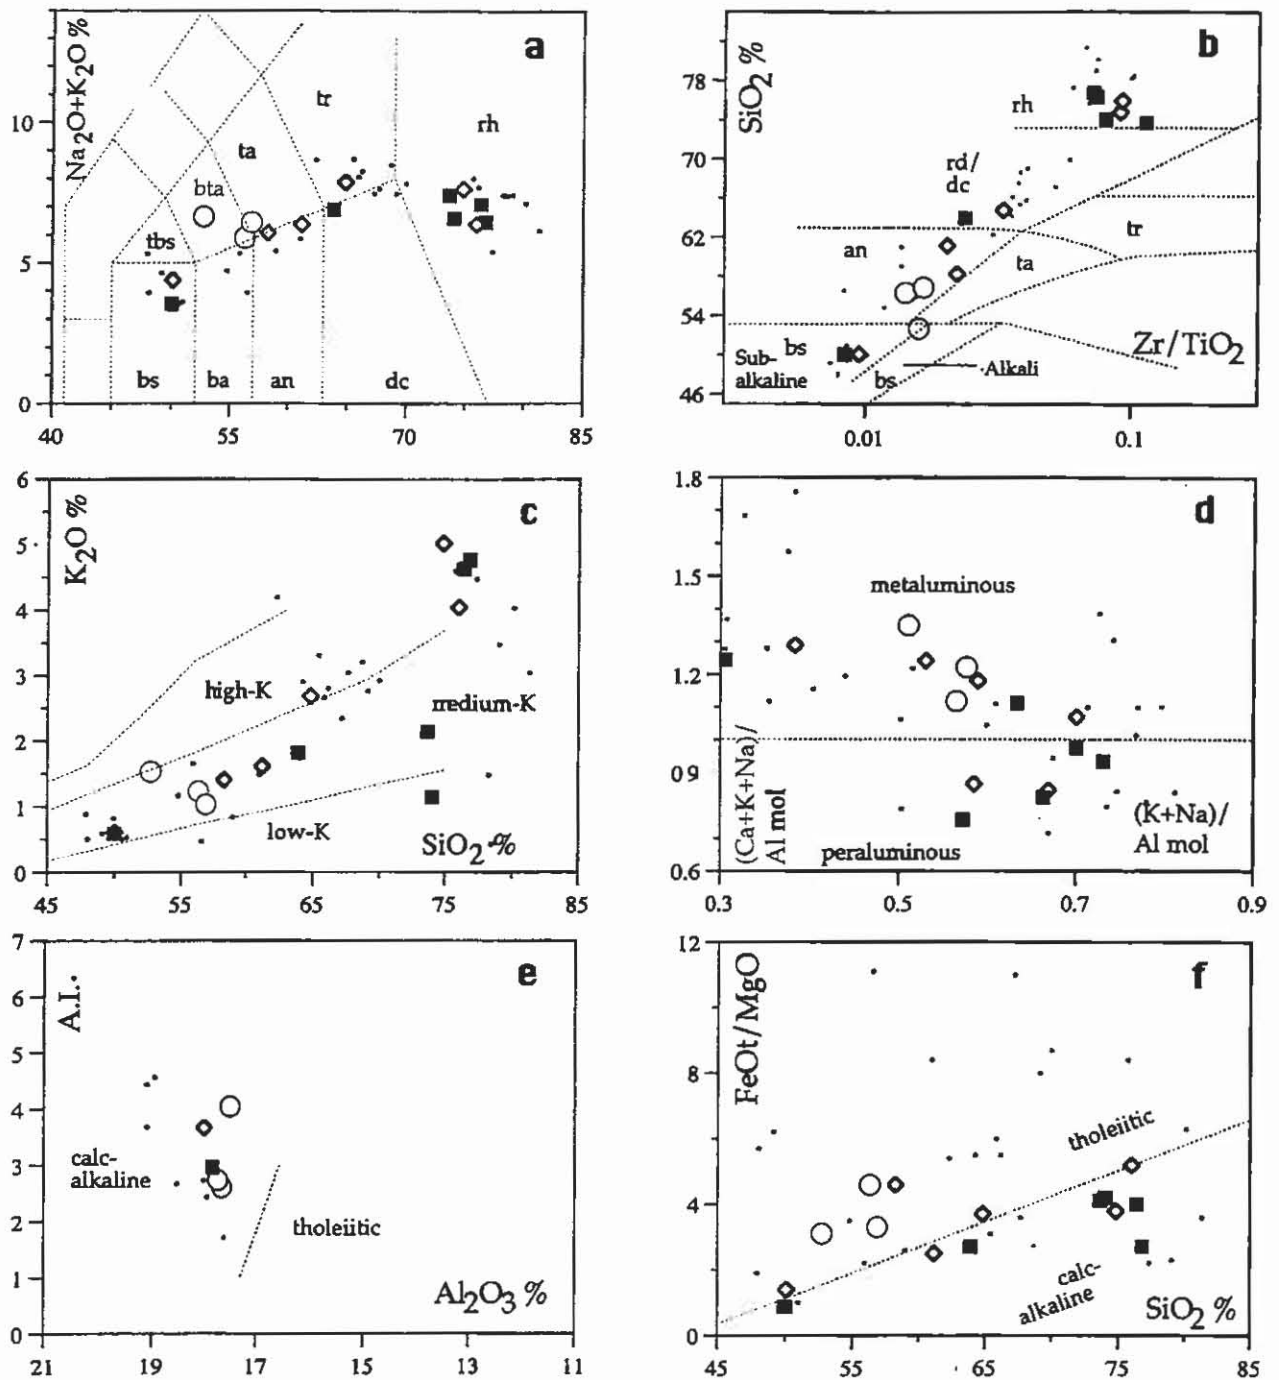 a
Na2O+K2O %
10
5
0
tr
rh
ta
bta
tbs
bs
ba
an
dc
40
55
70
85
b
SiO2 %
78
70
62
54
46
rh
rd/
dc
an
tr
ta
bs
Sub-
alkaline
bs
Alkali
Zr/TiO2
0.01
0.1
c
K2O %
6
5
4
3
2
1
0
high-K
medium-K
low-K
SiO2 %
45
55
65
75
85
d
1.8
1.5
1.2
0.9
0.6
metaluminous
(Ca+K+Na)/
Al mol
(K+Na)/
Al mol
peraluminous
0.3
0.5
0.7
0.9
e
A.I.
7
6
5
4
3
2
1
0
calc-
alkaline
tholeiitic
Al2O3 %
21
19
17
15
13
11
f
FeOt/MgO
12
8
4
0
tholeiitic
calc-
alkaline
SiO2 %
45
55
65
75
85